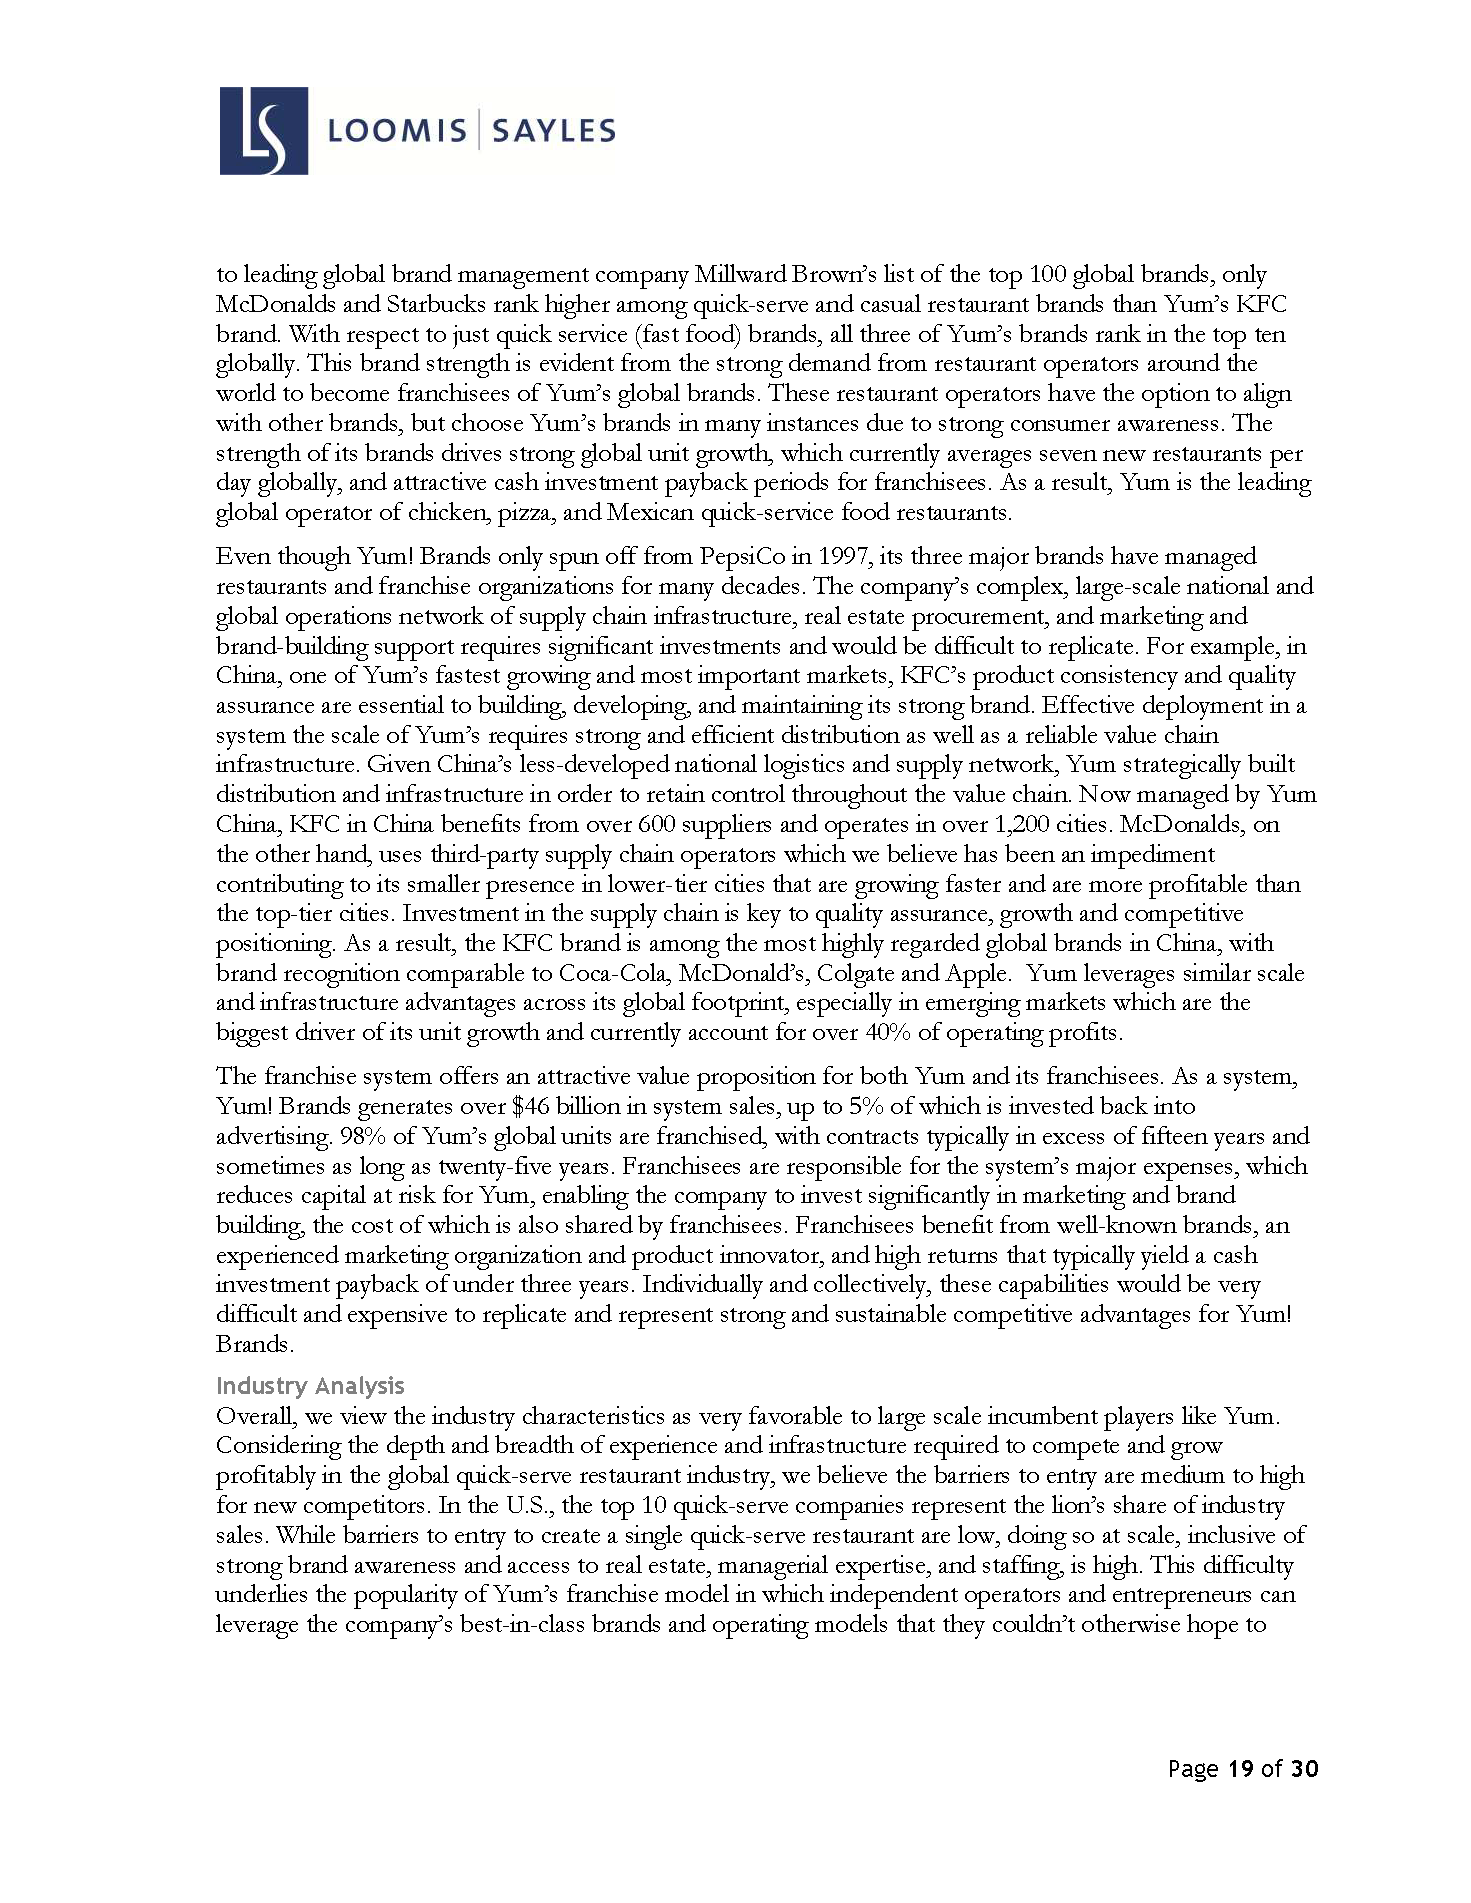 LS LOOMIS | SAYLES
to leading global brand management company Millward Brown's list of the top 100 global brands, only
McDonalds and Starbucks rank higher among quick-serve and casual restaurant brands than Yum's KFC
brand. With respect to just quick service (fast food) brands, all three of Yum's brands rank in the top ten
globally. This brand strength is evident from the strong demand from restaurant operators around the
world to become franchisees of Yum's global brands. These restaurant operators have the option to align
with other brands, but choose Yum's brands in many instances due to strong consumer awareness. The
strength of its brands drives strong global unit growth, which currently averages seven new restaurants per
day globally, and attractive cash investment payback periods for franchisees. As a result, Yum is the leading
global operator of chicken, pizza, and Mexican quick-service food restaurants.
Even though Yum! Brands only spun off from PepsiCo in 1997, its three major brands have managed
restaurants and franchise organizations for many decades. The company's complex, large-scale national and
global operations network of supply chain infrastructure, real estate procurement, and marketing and
brand-building support requires significant investments and would be difficult to replicate. For example, in
China, one of Yum's fastest growing and most important markets, KFC's product consistency and quality
assurance are essential to building, developing, and maintaining its strong brand. Effective deployment in a
system the scale of Yum's requires strong and efficient distribution as well as a reliable value chain
infrastructure. Given China's less-developed national logistics and supply network, Yum strategically built
distribution and infrastructure in order to retain control throughout the value chain. Now managed by Yum
China, KFC in China benefits from over 600 suppliers and operates in over 1,200 cities. McDonalds, on
the other hand, uses third-party supply chain operators which we believe has been an impediment
contributing to its smaller presence in lower-tier cities that are growing faster and are more profitable than
the top-tier cities. Investment in the supply chain is key to quality assurance, growth and competitive
positioning. As a result, the KFC brand is among the most highly regarded global brands in China, with
brand recognition comparable to Coca-Cola, McDonald's, Colgate and Apple.  Yum leverages similar scale
and infrastructure advantages across its global footprint, especially in emerging markets which are the
biggest driver of its unit growth and currently account for over 40% of operating profits.
The franchise system offers an attractive value proposition for both Yum and its franchisees. As a system,
Yum! Brands generates over $46 billion in system sales, up to 5% of which is invested back into
advertising. 98% of Yum's global units are franchised, with contracts typically in excess of fifteen years and
sometimes as long as twenty-five years. Franchisees are responsible for the system's major expenses, which
reduces capital at risk for Yum, enabling the company to invest significantly in marketing and brand
building, the cost of which is also shared by franchisees. Franchisees benefit from well-known brands, an
experienced marketing organization and product innovator, and high returns that typically yield a cash
investment payback of under three years. Individually and collectively, these capabilities would be very
difficult and expensive to replicate and represent strong and sustainable competitive advantages for Yum!
Brands.
Industry Analysis
Overall, we view the industry characteristics as very favorable to large scale incumbent players like Yum.
Considering the depth and breadth of experience and infrastructure required to compete and grow
profitably in the global quick-serve restaurant industry, we believe the barriers to entry are medium to high
for new competitors. In the U.S., the top 10 quick-serve companies represent the lion's share of industry
sales. While barriers to entry to create a single quick-serve restaurant are low, doing so at scale, inclusive of
strong brand awareness and access to real estate, managerial expertise, and staffing, is high. This difficulty
underlies the popularity of Yum's franchise model in which independent operators and entrepreneurs can
leverage the company's best-in-class brands and operating models that they couldn't otherwise hope to
Page 19 of 30